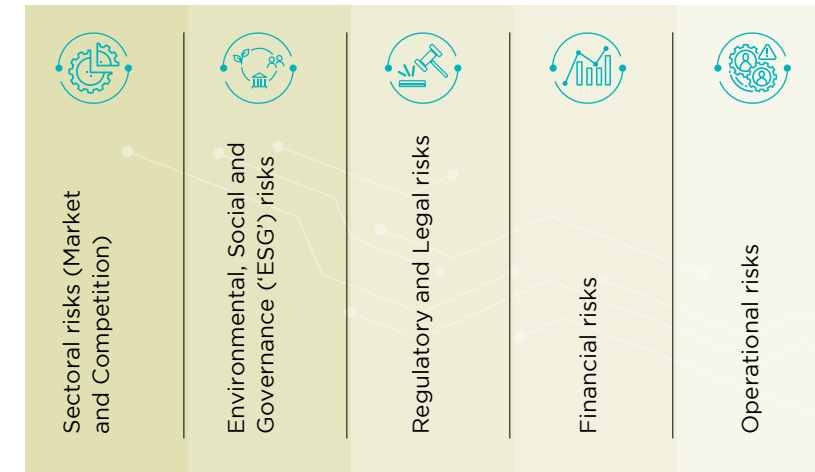 Sectoral risks (Market
and Competition)
Environmental, Social and
Governance (‘ESG’) risks
Regulatory and Legal risks
Financial risks
Operational risks